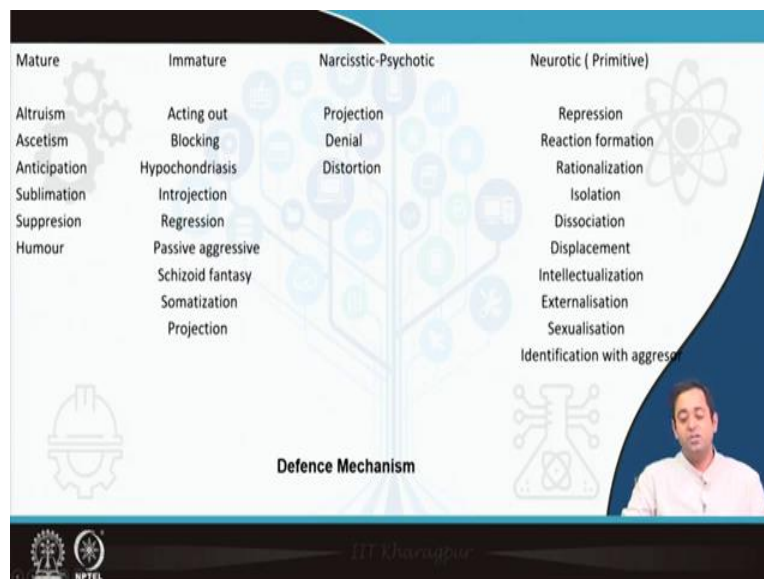 Mature Immature Narcisstic-Psychotic Neurotic ( Primitive)
Altruism Acting out Projection Repression
Ascetism Blocking Denial Reaction formation
Anticipation Hypochondriasis Distortion Rationalization
Sublimation Introjection Isolation
Suppresion Regression Dissociation
Humour Passive aggressive Displacement
Schizoid fantasy Intellectualization
Somatization Externalisation
Projection Sexualisation
Identification with aggresor
Defence Mechanism
IIT Kharagpur
NPTEL